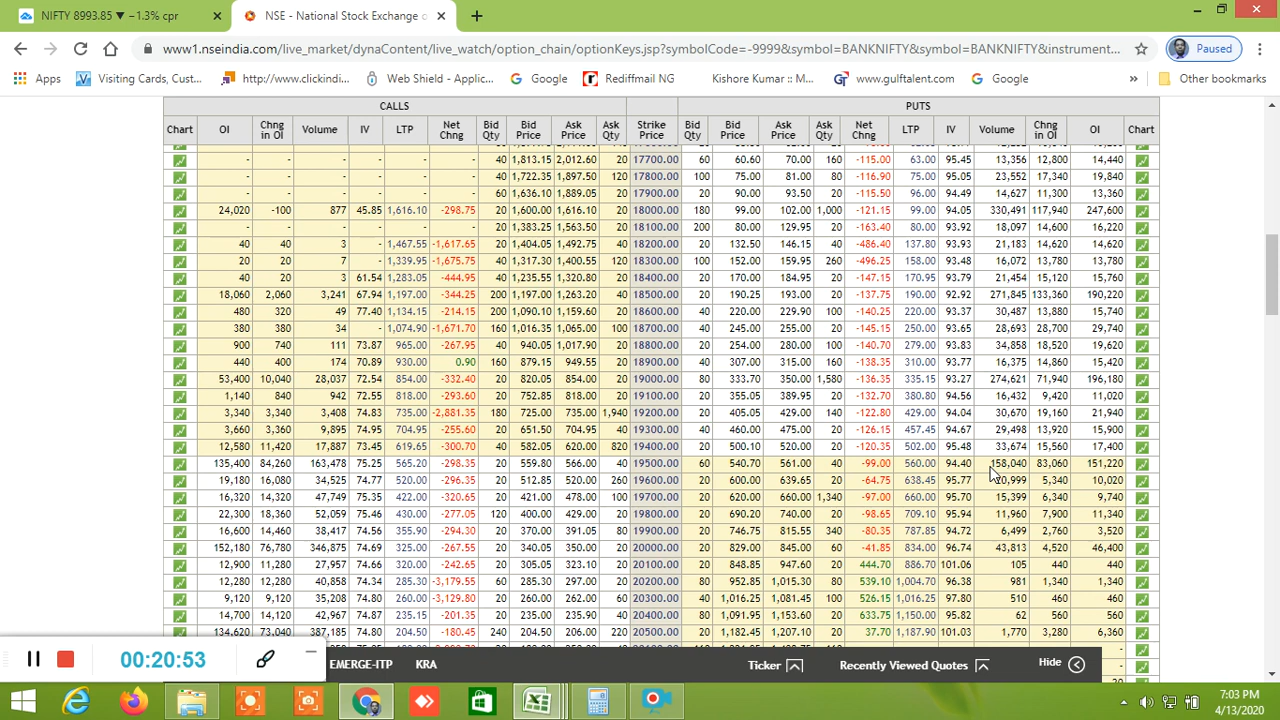 NIFTY 8993.85 ▼ −1.3% cpr
NSE - National Stock Exchange o
www1.nseindia.com/live_market/dynaContent/live_watch/option_chain/optionKeys.jsp?symbolCode=-9999&symbol=BANKNIFTY&symbol=BANKNIFTY&instrument...
Paused
Apps Visiting Cards, Cust... http://www.clickindi... Web Shield - Applic... Google Rediffmail NG Kishore Kumar :: M... www.gulftalent.com Google » Other bookmarks
CALLS PUTS
Chart OI Chng in OI Volume IV LTP Net Chng Bid Qty Bid Price Ask Price Ask Qty Strike Price Bid Qty Bid Price Ask Price Ask Qty Net Chng LTP IV Volume Chng in OI OI Chart
- - - - - - 40 1,813.15 2,012.60 20 17700.00 60 60.60 70.00 160 -115.00 63.00 95.45 13,356 12,800 14,440
- - - - - - 40 1,722.35 1,897.50 120 17800.00 100 75.00 81.00 80 -116.90 75.00 95.05 23,552 17,340 19,840
- - - - - - 60 1,636.10 1,889.05 20 17900.00 20 90.00 93.50 20 -115.50 96.00 94.49 14,627 11,300 13,360
24,020 -100 877 45.85 1,616.10 -298.75 20 1,600.00 1,616.10 20 18000.00 180 99.00 102.00 1,000 -121.15 99.00 94.05 330,491 117,940 247,600
- - - - - - 20 1,383.25 1,563.50 20 18100.00 200 80.00 129.95 20 -163.40 80.00 93.92 18,097 14,600 16,220
40 40 3 - 1,467.55 -1,617.65 20 1,404.05 1,492.75 40 18200.00 20 132.50 146.15 40 -486.40 137.80 93.93 21,183 14,620 14,620
20 20 7 - 1,339.95 -1,675.75 20 1,317.30 1,400.55 120 18300.00 100 152.00 159.95 260 -496.25 158.00 93.48 16,072 13,780 13,780
40 20 3 61.54 1,283.05 -444.95 20 1,235.55 1,320.80 20 18400.00 20 170.00 184.95 20 -147.15 170.95 93.79 21,454 15,120 15,760
18,060 2,060 3,241 67.94 1,197.00 -344.25 200 1,197.00 1,263.20 40 18500.00 20 190.25 193.00 20 -137.75 190.00 92.92 271,845 133,360 190,220
480 320 49 77.40 1,134.15 -214.15 200 1,090.10 1,159.60 20 18600.00 40 220.00 229.90 100 -140.25 220.00 93.37 30,487 13,880 15,740
380 380 34 - 1,074.90 -1,671.70 160 1,016.35 1,065.00 100 18700.00 40 245.00 255.00 20 -145.15 250.00 93.65 28,693 28,700 29,740
900 740 111 73.87 965.00 -267.95 40 940.05 1,017.90 20 18800.00 20 254.00 280.00 100 -140.70 279.00 93.83 34,858 18,520 19,620
440 400 174 70.89 930.00 0.90 160 879.15 949.55 20 18900.00 40 307.00 315.00 160 -138.35 310.00 93.77 16,375 14,860 15,420
53,400 10,040 28,037 72.54 854.00 -332.40 20 820.05 854.00 20 19000.00 80 333.70 350.00 1,580 -136.35 335.15 93.27 274,621 71,940 196,180
1,140 840 942 72.55 818.00 -293.60 20 752.85 818.00 20 19100.00 20 355.05 389.95 20 -132.70 380.80 94.56 16,432 9,420 11,020
3,340 3,340 3,408 74.83 735.00 -2,881.35 180 725.00 735.00 1,940 19200.00 20 405.05 429.00 140 -122.80 429.00 94.04 30,670 19,160 21,940
3,660 3,360 9,895 74.95 704.95 -255.60 20 651.50 704.95 40 19300.00 40 460.00 475.00 20 -126.15 457.45 94.67 29,498 13,920 15,900
12,580 11,420 17,887 73.45 619.65 -300.70 40 582.05 620.00 820 19400.00 20 500.10 520.00 20 -120.35 502.00 95.48 33,674 15,560 17,400
135,400 84,260 163,478 75.25 565.20 -298.35 20 559.80 566.00 40 19500.00 60 540.70 561.00 40 -99.00 560.00 94.40 158,040 83,060 151,220
19,180 16,080 34,525 74.77 520.00 -296.35 20 512.85 520.00 260 19600.00 20 600.00 639.65 20 -64.75 638.45 95.77 20,999 5,340 10,020
16,320 14,320 47,749 75.35 422.00 -320.65 20 421.00 478.00 100 19700.00 20 620.00 660.00 1,340 -97.00 660.00 95.70 15,399 6,340 9,740
22,300 18,360 52,059 75.46 430.00 -277.05 120 400.00 429.00 20 19800.00 20 690.20 740.00 20 -98.65 709.10 95.94 11,960 7,900 11,340
16,600 14,460 38,417 74.56 355.90 -294.30 20 370.00 391.05 80 19900.00 20 746.75 815.55 340 -80.35 787.85 94.72 6,499 2,760 3,520
152,180 76,780 346,875 74.69 325.00 -267.55 20 340.05 350.00 20 20000.00 20 829.00 845.00 60 -41.85 834.00 96.74 43,813 4,520 46,400
12,900 11,280 27,957 74.66 320.00 -242.65 20 305.05 323.10 20 20100.00 20 848.85 947.60 20 444.70 886.70 101.06 105 440 440
12,280 12,280 40,858 74.34 285.30 -3,179.55 60 285.30 297.00 20 20200.00 80 952.85 1,015.30 80 539.10 1,004.70 96.38 981 1,340 1,340
9,120 9,120 35,208 74.80 260.00 -3,129.80 20 260.00 262.00 60 20300.00 40 1,016.25 1,081.45 100 526.15 1,016.25 97.80 510 460 460
14,700 14,120 42,967 74.87 235.15 -201.35 20 235.00 235.90 40 20400.00 20 1,091.95 1,153.60 20 633.75 1,150.00 95.82 62 560 560
134,620 73,040 387,185 74.80 204.50 -180.45 240 204.50 206.00 220 20500.00 20 1,182.45 1,207.10 20 37.70 1,187.90 101.03 1,770 3,280 6,360
00:20:53
EMERGE-ITP KRA Ticker Recently Viewed Quotes Hide
7:03 PM
4/13/2020